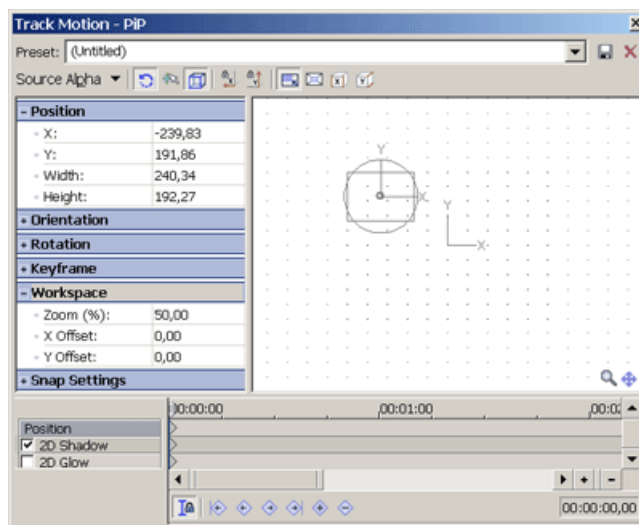 Track Motion - PiP
Preset: (Untitled)
Source Alpha
Position
X: -239,83
Y: 191,86
Width: 240,34
Height: 192,27
Orientation
Rotation
Keyframe
Workspace
Zoom (%): 50,00
X Offset: 0,00
Y Offset: 0,00
Snap Settings
Y
X
Y
X
00:00:00 00:01:00 00:0
Position
2D Shadow
2D Glow
00:00:00,00